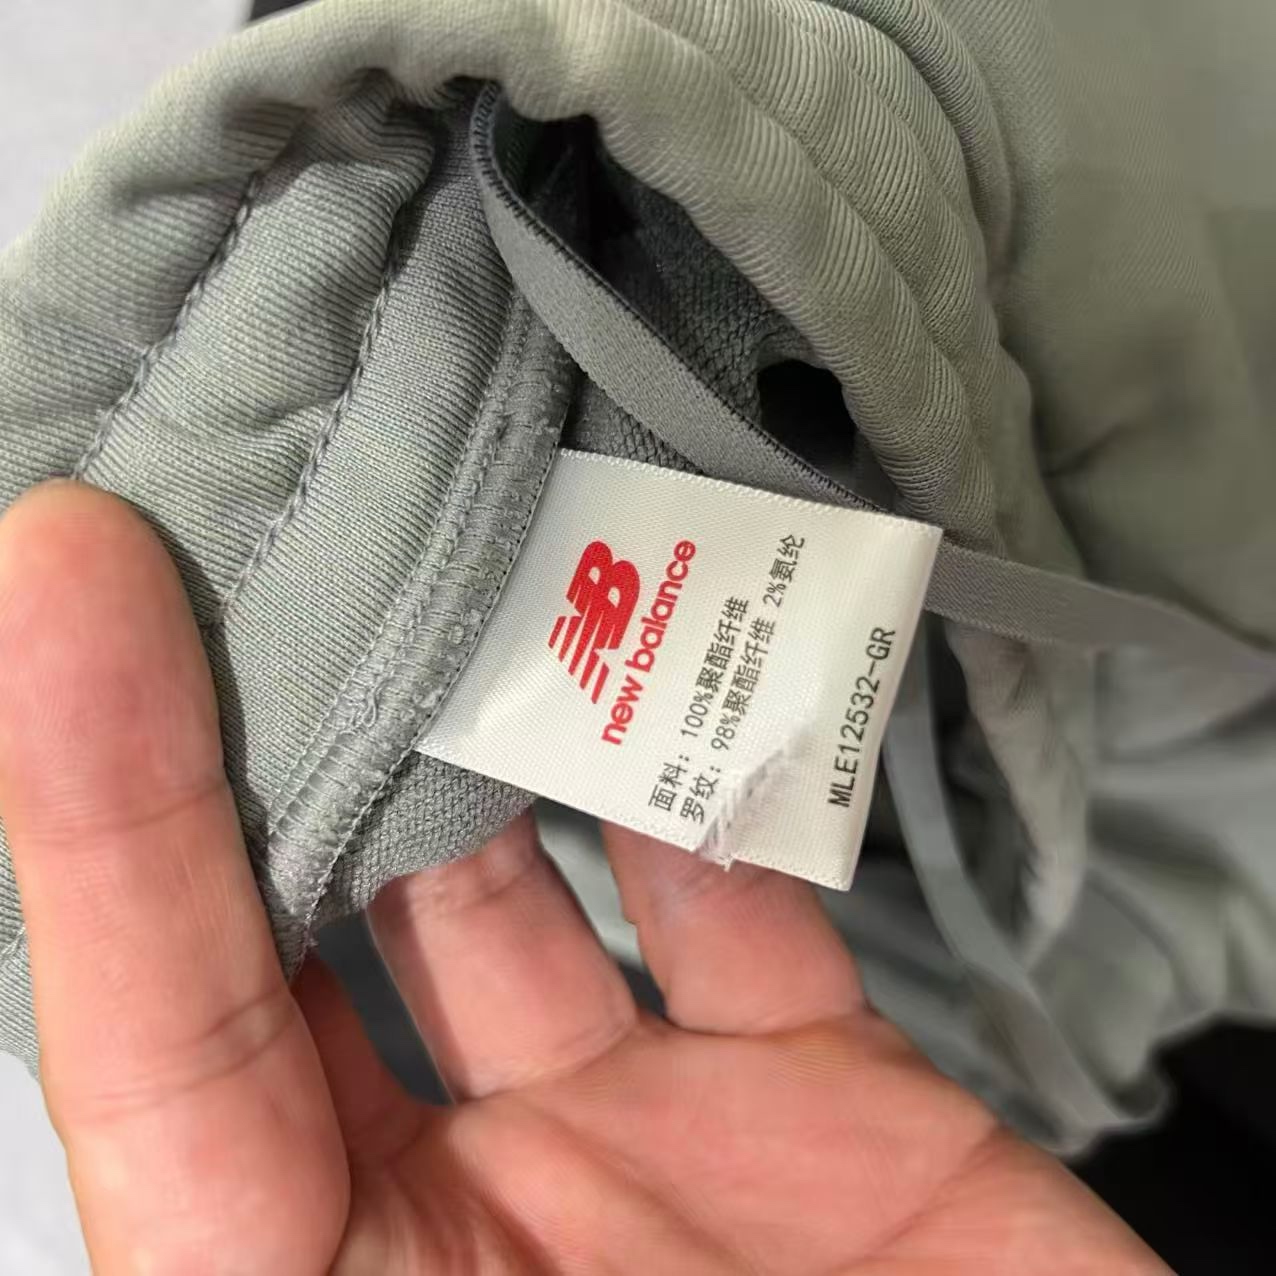 NB
new balance
面料：100%聚酯纤维
罗纹：98%聚酯纤维 2%氨纶
MLE12532-GR